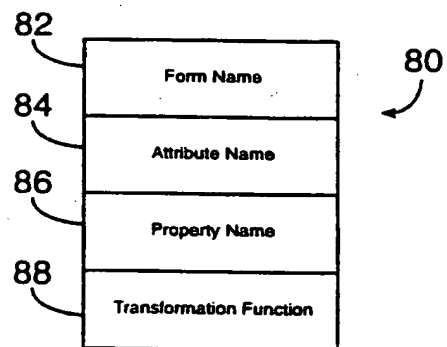 82
Form Name
80
84
Attribute Name
86
Property Name
88
Transformation Function